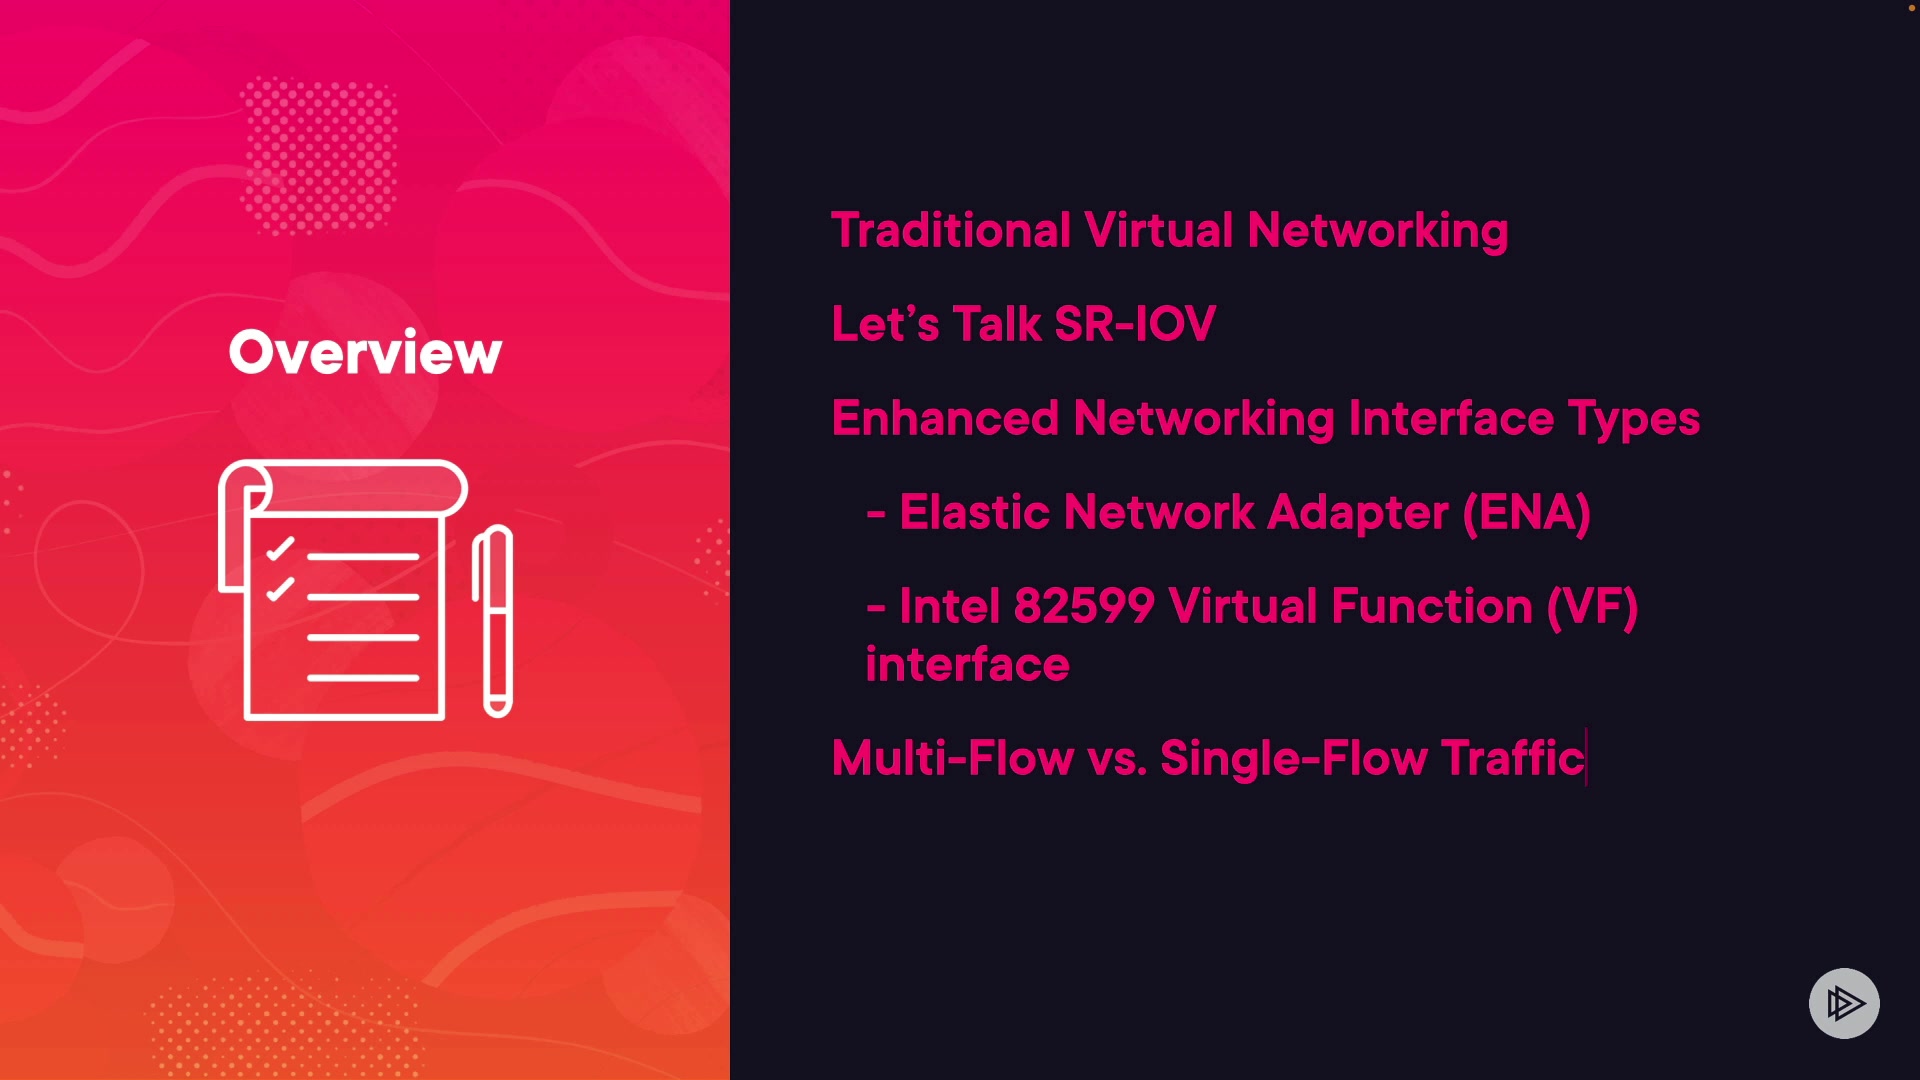 Overview
Traditional Virtual Networking
Let’s Talk SR-IOV
Enhanced Networking Interface Types
- Elastic Network Adapter (ENA)
- Intel 82599 Virtual Function (VF)
interface
Multi-Flow vs. Single-Flow Traffic